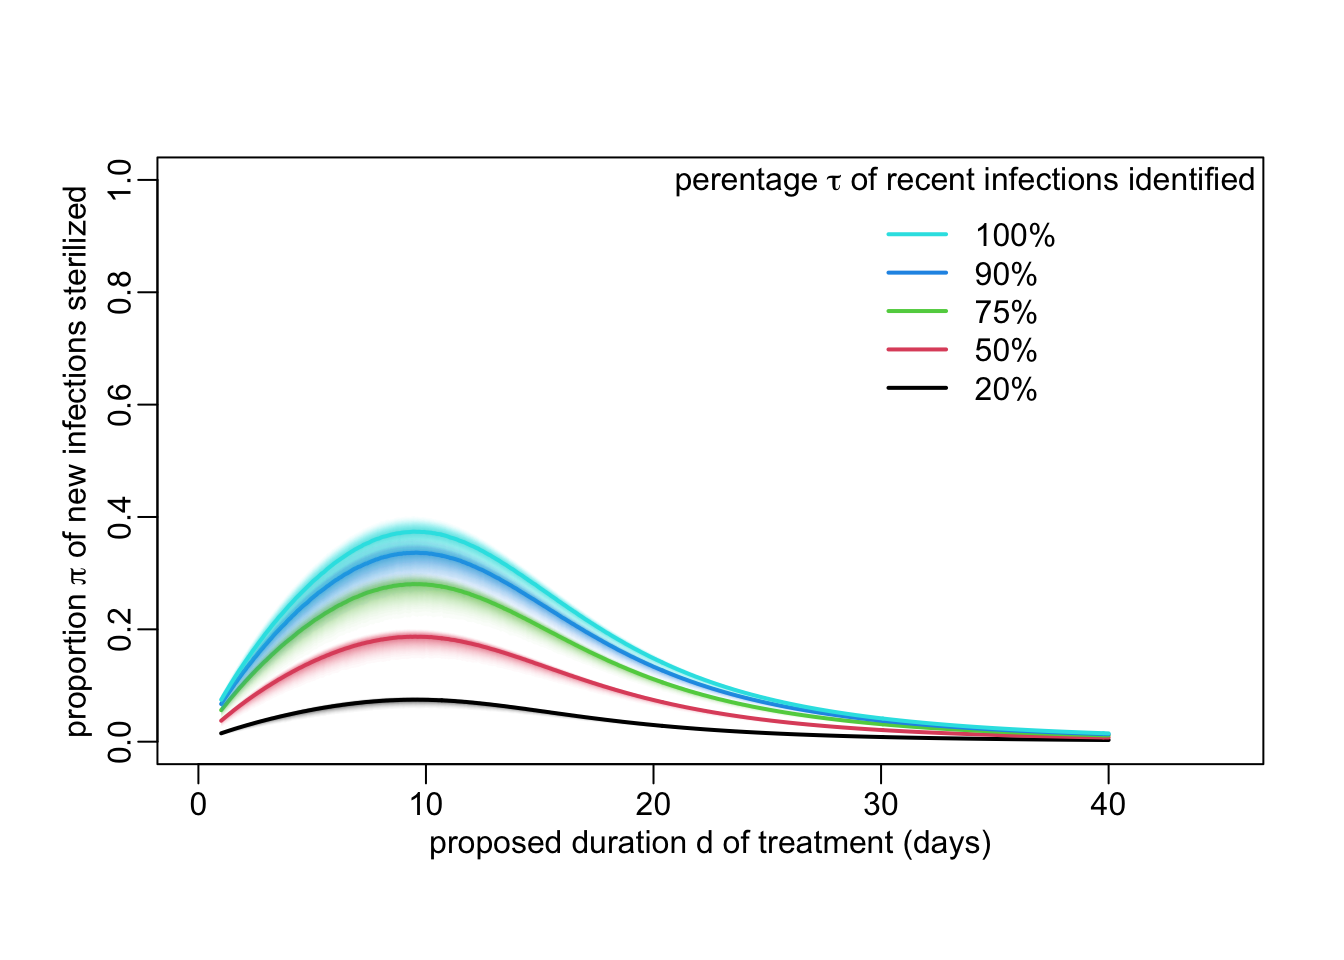 perentage τ of recent infections identified
100%
90%
75%
50%
20%
proportion π of new infections sterilized
1.0
0.8
0.6
0.4
0.2
0.0
0 10 20 30 40
proposed duration d of treatment (days)